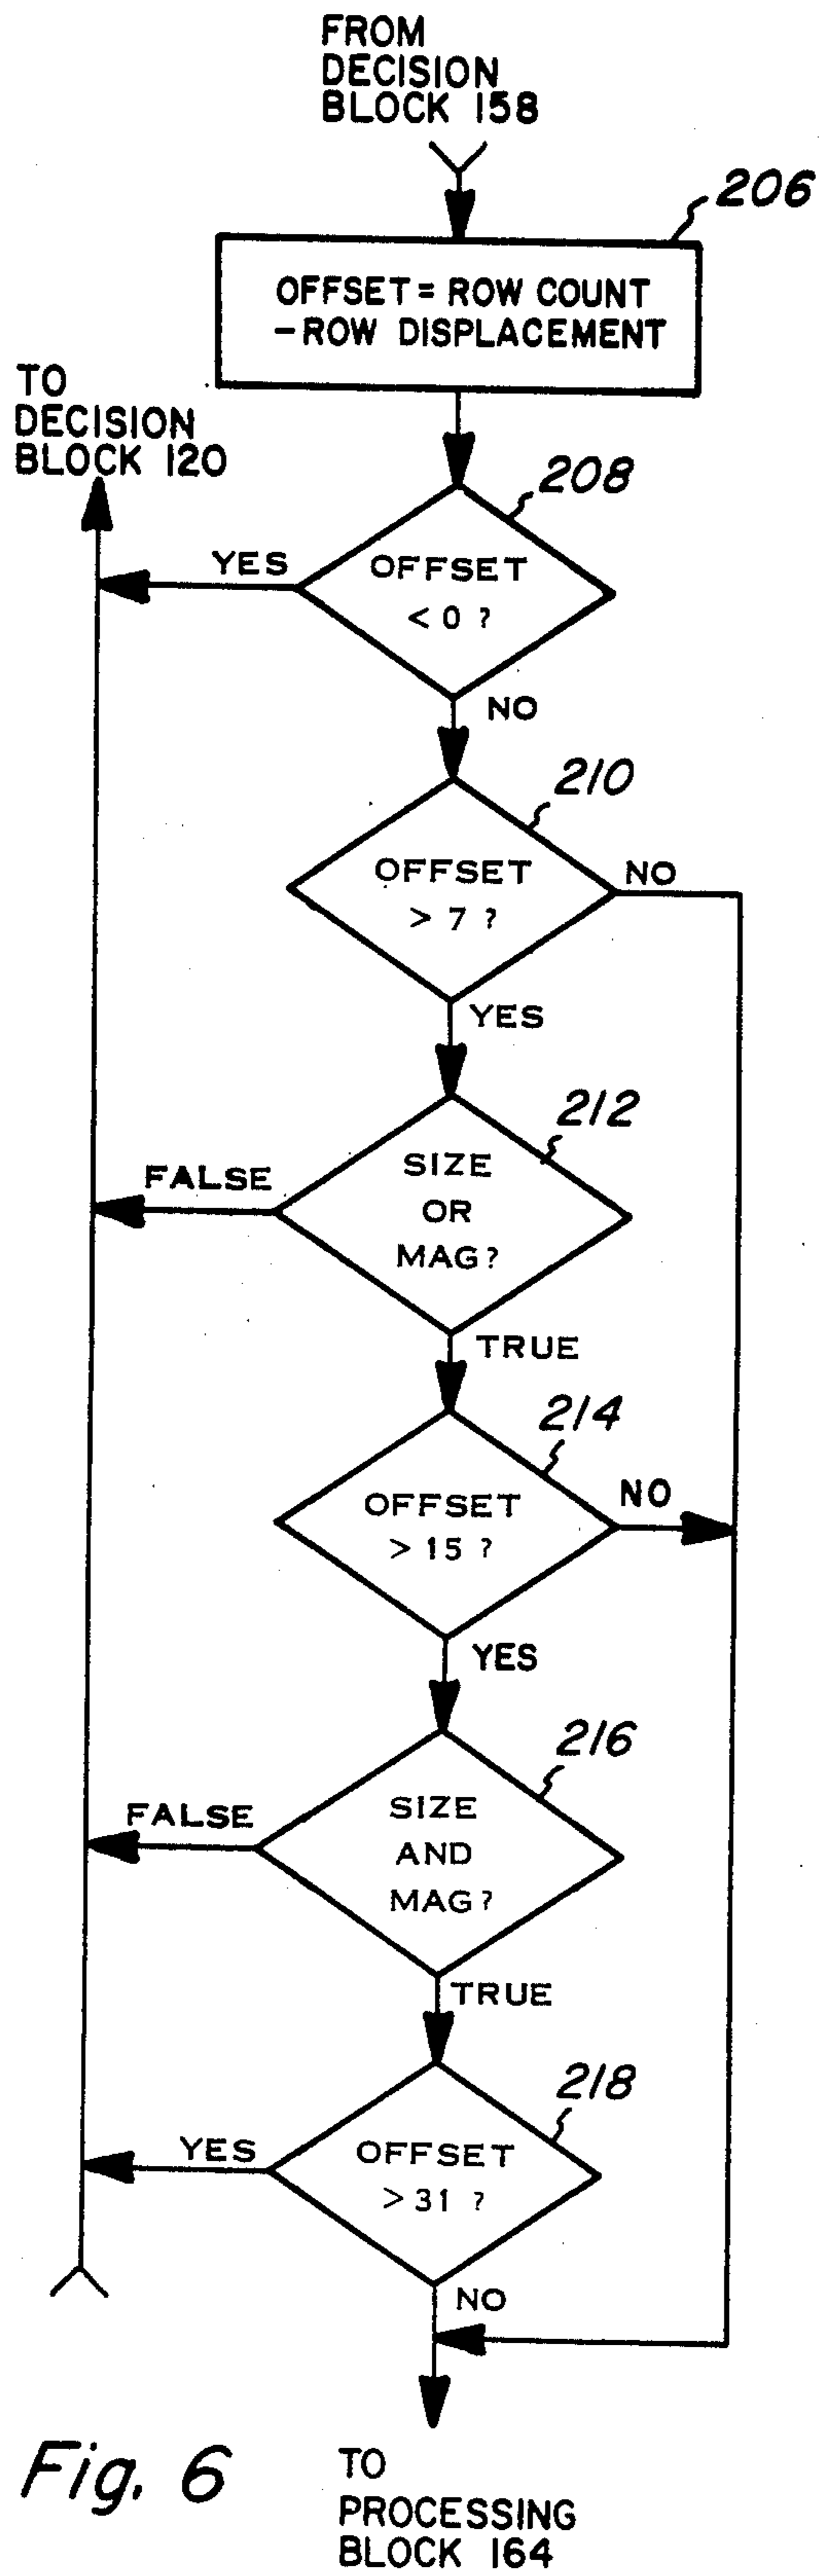 FROM
DECISION
BLOCK 158
206
OFFSET = ROW COUNT
-ROW DISPLACEMENT
TO
DECISION
BLOCK 120
208
YES
OFFSET
< 0 ?
NO
210
OFFSET
> 7 ?
NO
YES
212
FALSE
SIZE
OR
MAG?
TRUE
214
OFFSET
> 15 ?
NO
YES
216
FALSE
SIZE
AND
MAG?
TRUE
218
YES
OFFSET
> 31 ?
NO
Fig. 6
TO
PROCESSING
BLOCK 164